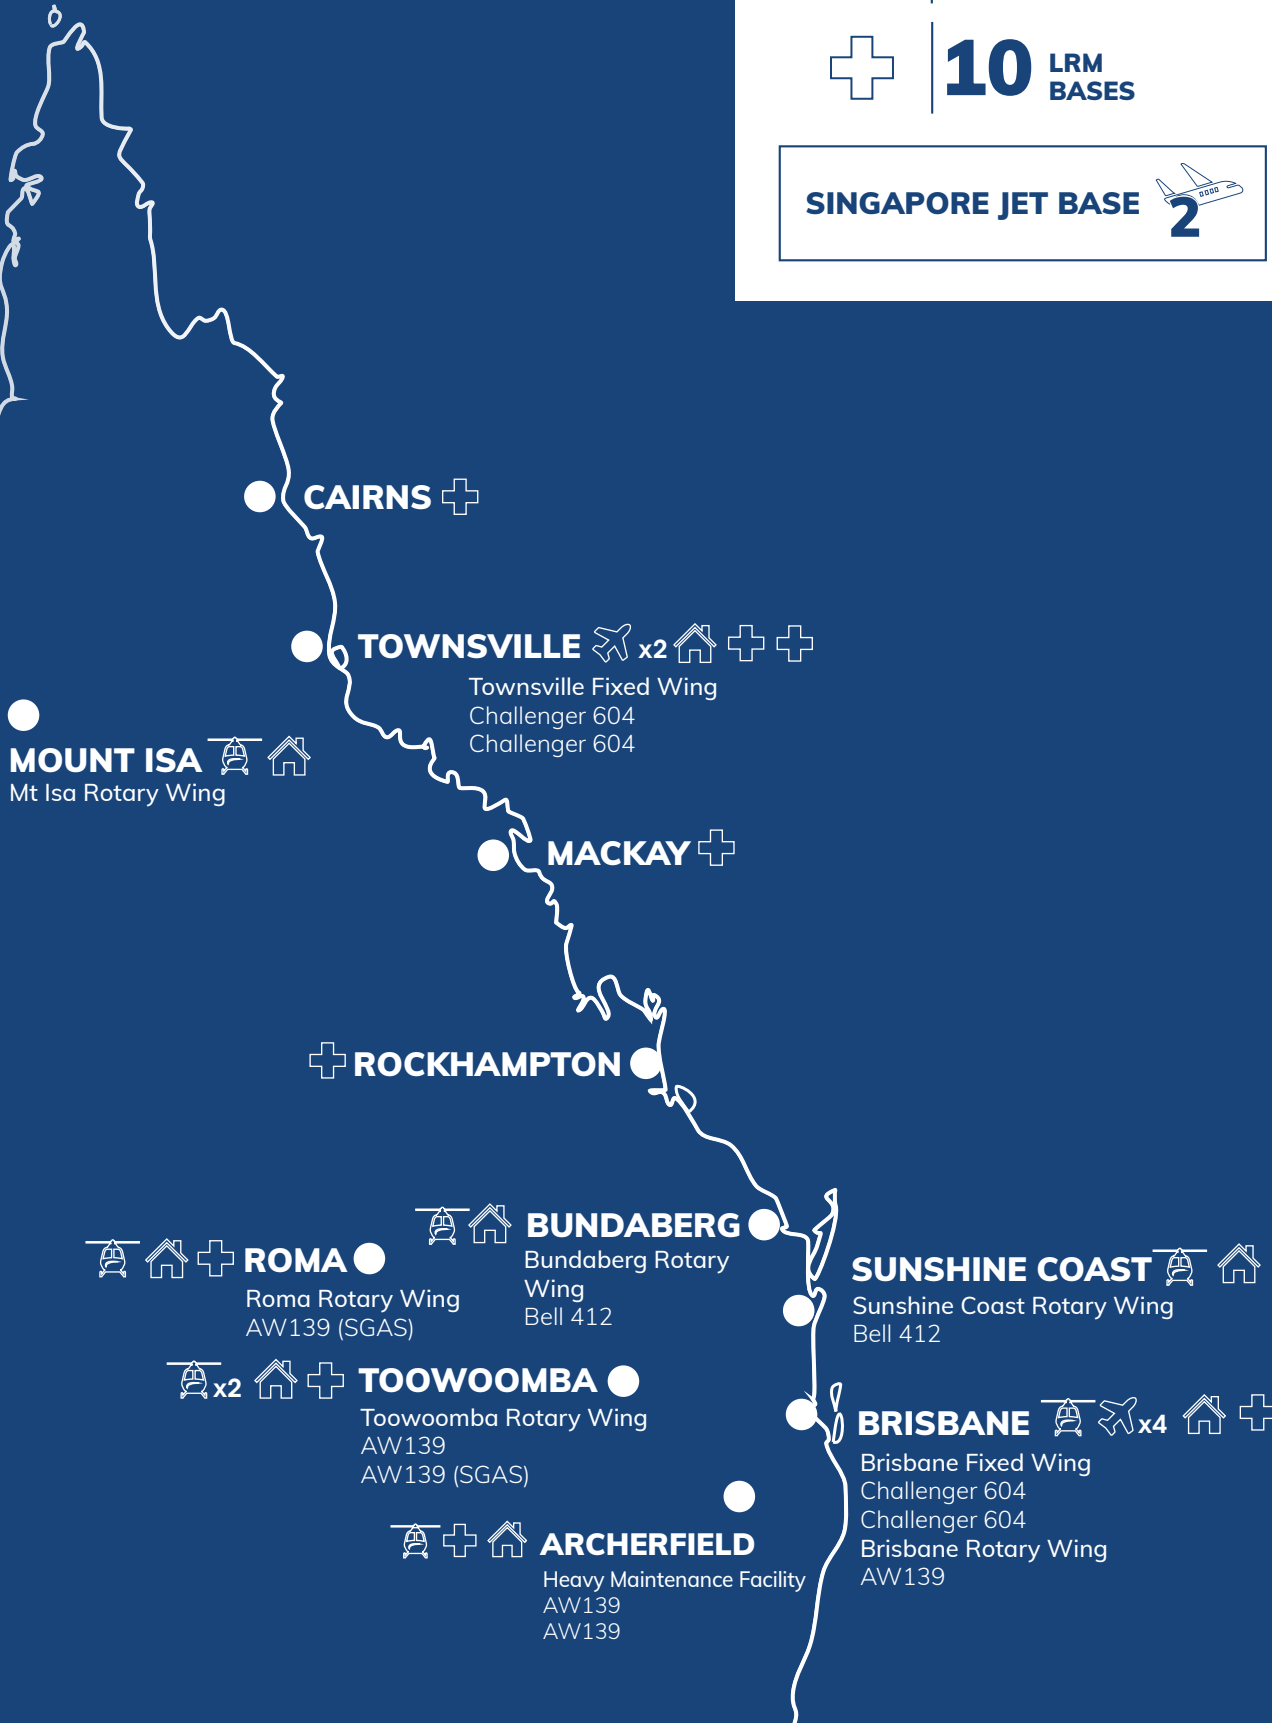 10 LRM
BASES
SINGAPORE JET BASE 2
CAIRNS
TOWNSVILLE x2
Townsville Fixed Wing
Challenger 604
Challenger 604
MOUNT ISA
Mt Isa Rotary Wing
MACKAY
ROCKHAMPTON
BUNDABERG
Bundaberg Rotary
Wing
Bell 412
ROMA
Roma Rotary Wing
AW139 (SGAS)
SUNSHINE COAST
Sunshine Coast Rotary Wing
Bell 412
x2 TOOWOOMBA
Toowoomba Rotary Wing
AW139
AW139 (SGAS)
BRISBANE x4
Brisbane Fixed Wing
Challenger 604
Challenger 604
Brisbane Rotary Wing
AW139
ARCHERFIELD
Heavy Maintenance Facility
AW139
AW139